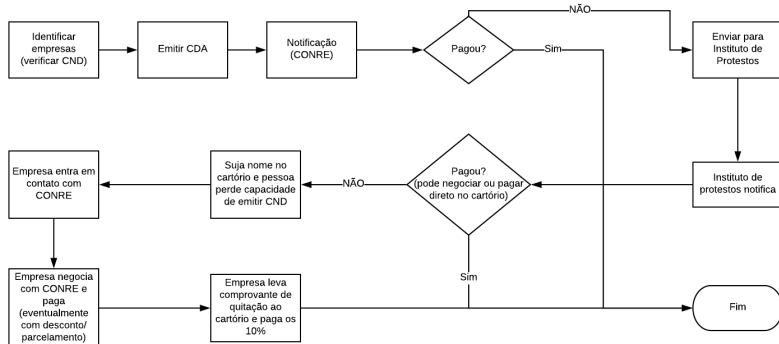 Identificar
empresas
(verificar CND)
Emitir CDA
Notificação
(CONRE)
Pagou?
NÃO
Sim
Enviar para
Instituto de
Protestos
Empresa entra em
contato com
CONRE
Suja nome no
cartório e pessoa
perde capacidade
de emitir CND
NÃO
Pagou?
(pode negociar ou pagar
direto no cartório)
Instituto de
protestos notifica
Sim
Empresa negocia
com CONRE e
paga
(eventualmente
com desconto/
parcelamento)
Empresa leva
comprovante de
quitação ao
cartório e paga os
10%
Fim